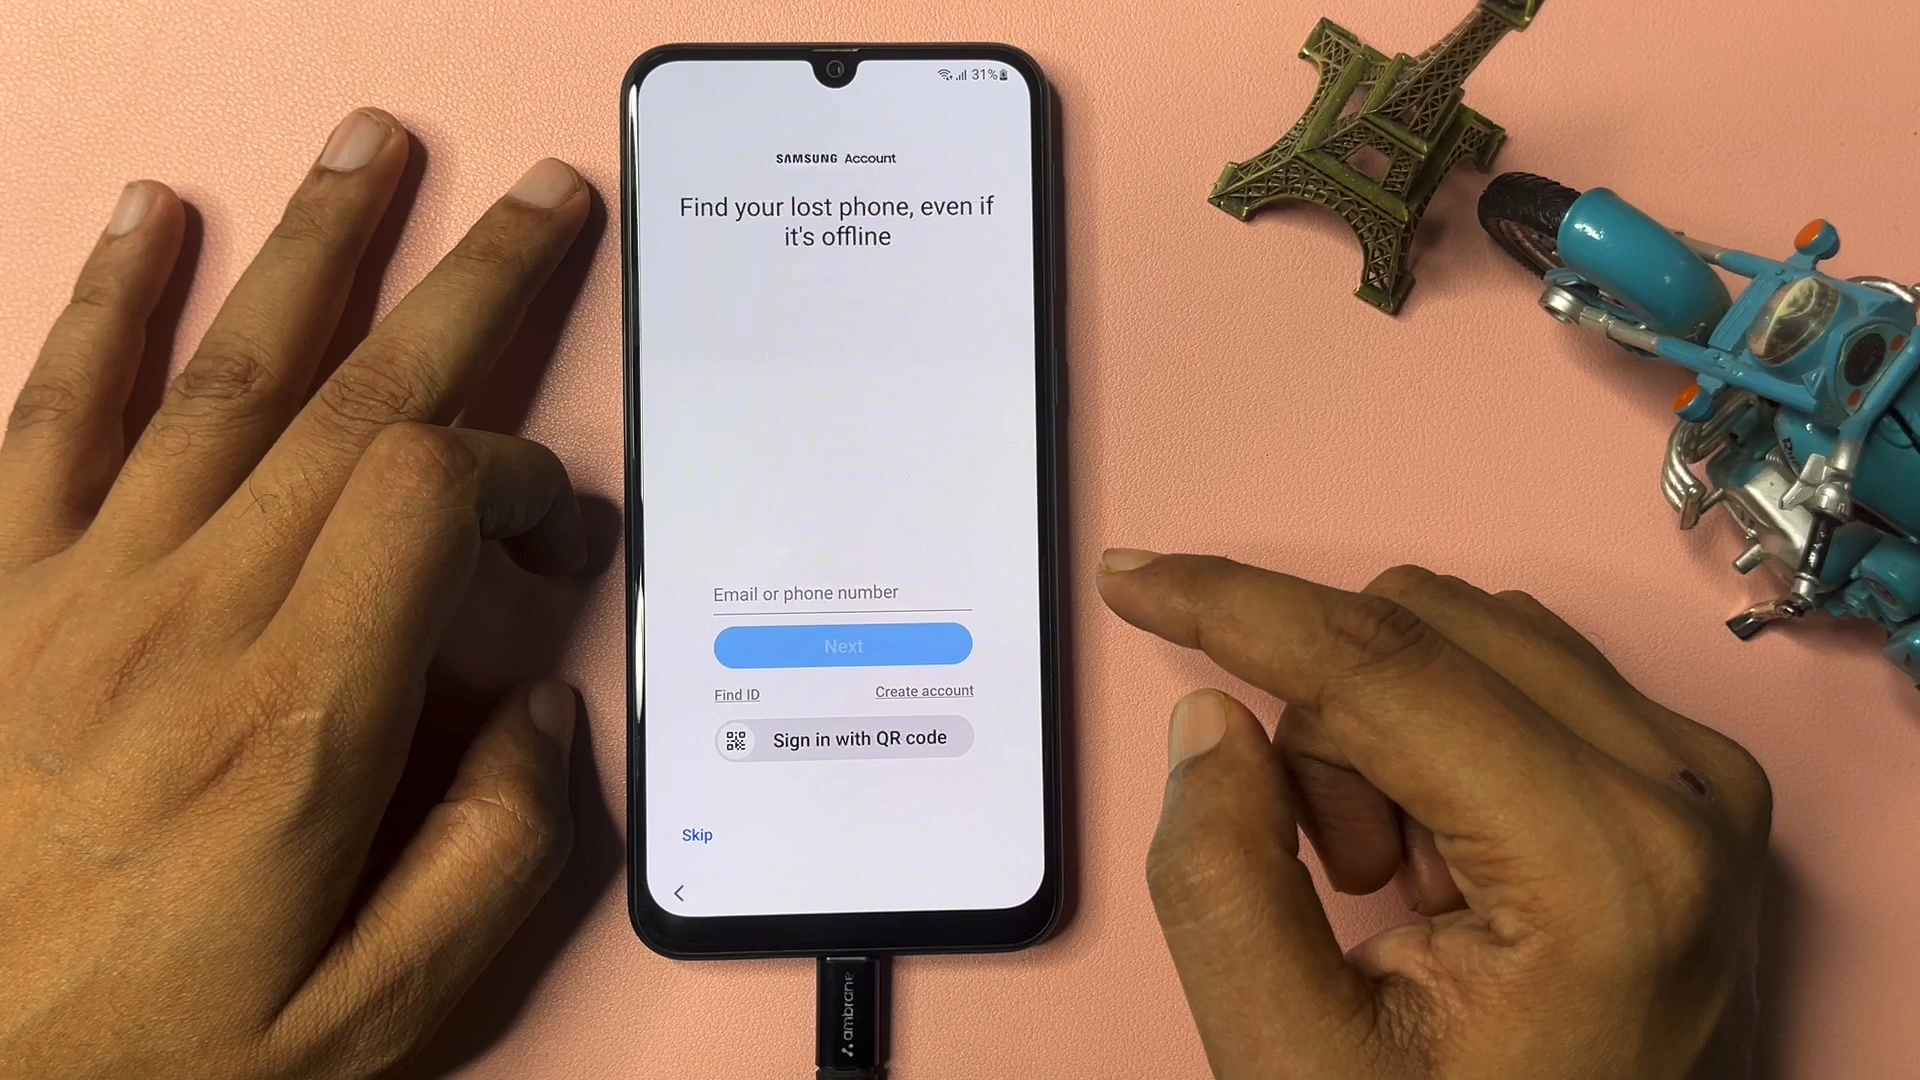 31%
SAMSUNG Account
Find your lost phone, even if
it's offline
Email or phone number
Next
Find ID
Create account
Sign in with QR code
Skip
ambrane